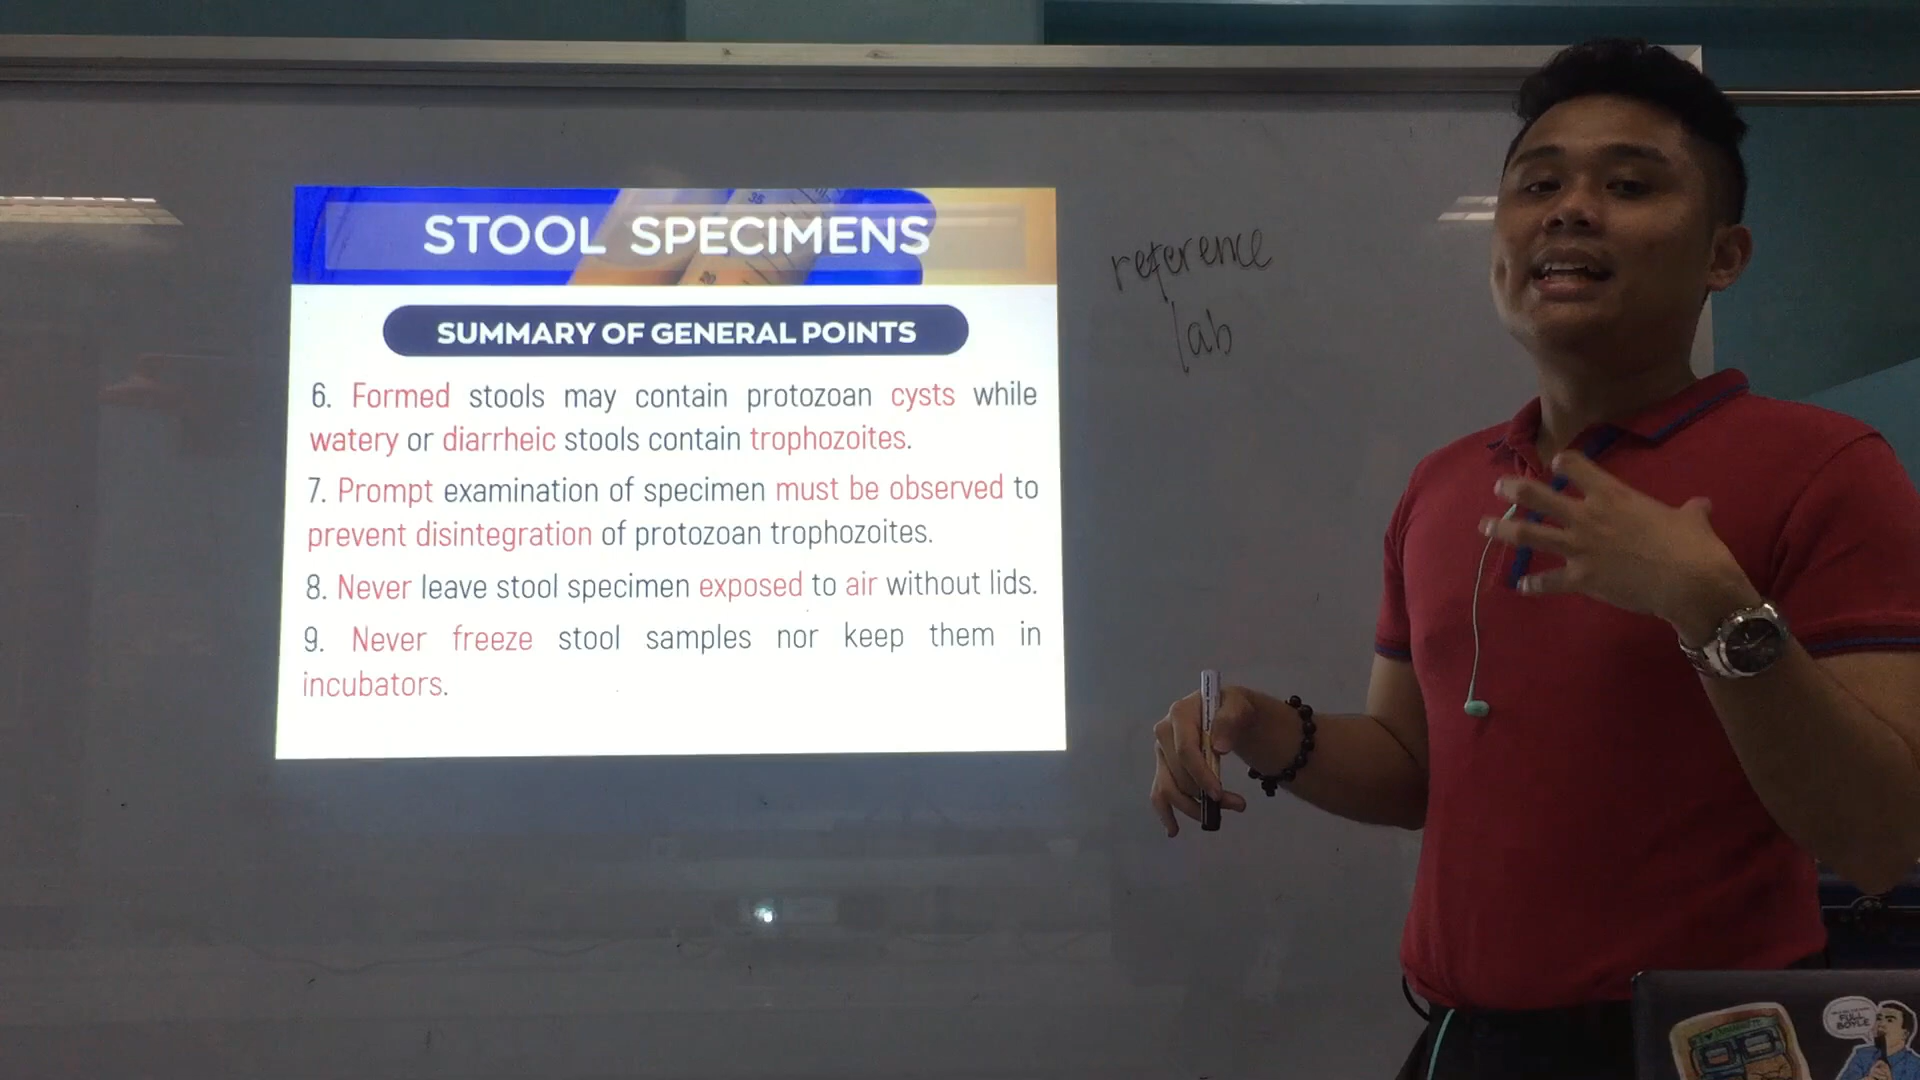 STOOL SPECIMENS
SUMMARY OF GENERAL POINTS
6. Formed stools may contain protozoan cysts while
watery or diarrheic stools contain trophozoites.
7. Prompt examination of specimen must be observed to
prevent disintegration of protozoan trophozoites.
8. Never leave stool specimen exposed to air without lids.
9. Never freeze stool samples nor keep them in
incubators.
reference
lab
FULL
BOYLE